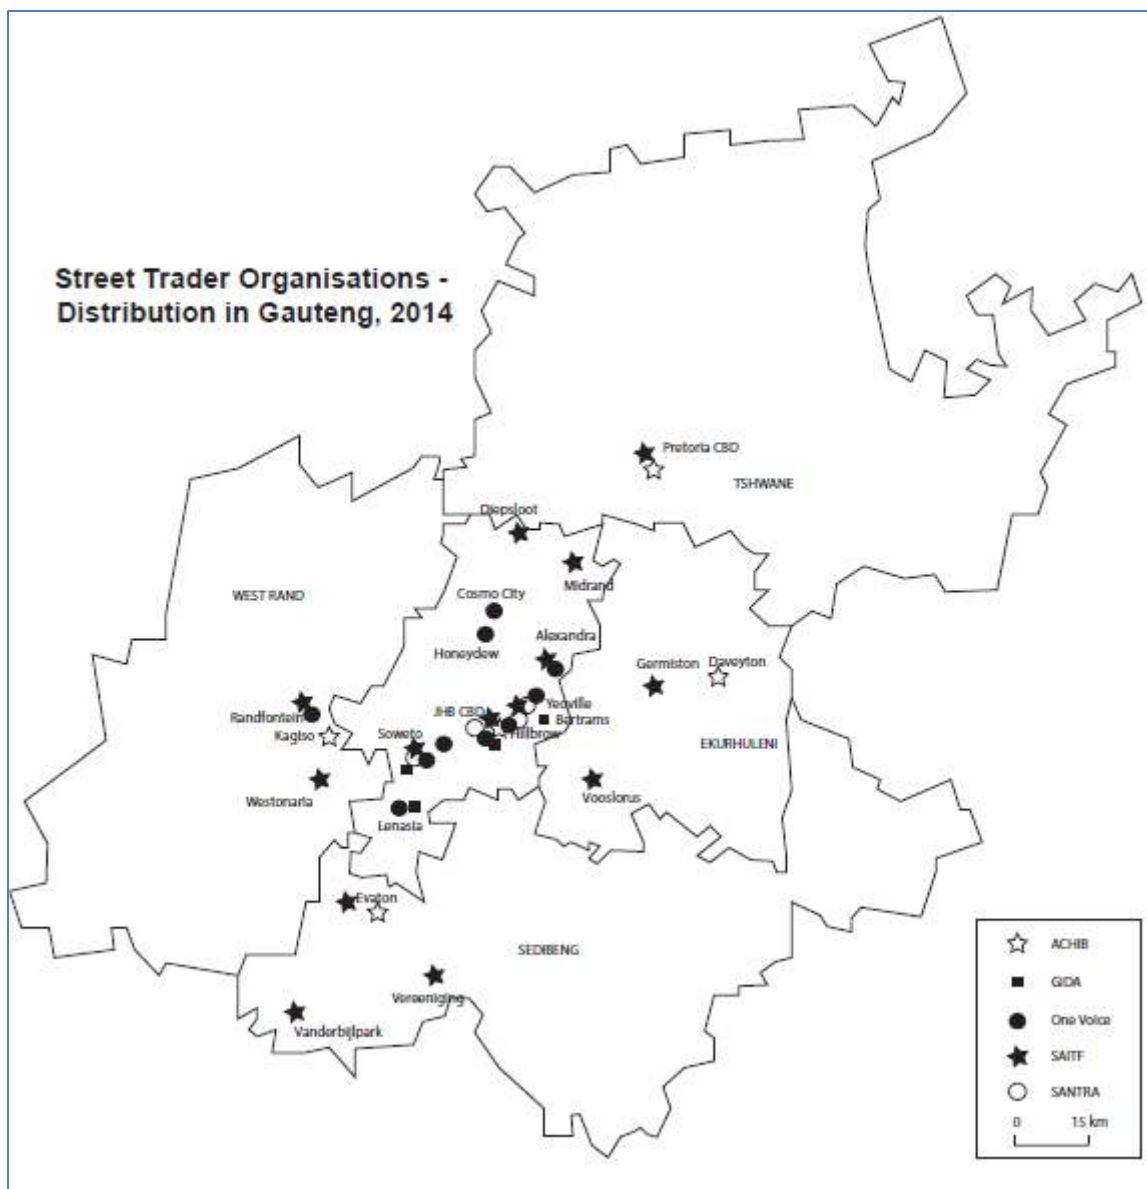 Street Trader Organisations -
Distribution in Gauteng, 2014
Pretoria CBD
TSHWANE
Diepsloot
Midrand
WEST RAND
Cosmo City
Alexandra
Honeydew
Germiston
Daveyton
Randfontein
JHB CBD
Yeoville
Bertrams
Kagiso
Soweto
Hillbrow
EKURHULENI
Westonaria
Vooslorus
Lenasia
Evaton
SEDIBENG
Vereeniging
Vanderbijlpark
ACHIB
GIDA
One Voice
SAITF
SANTRA
0 15 km